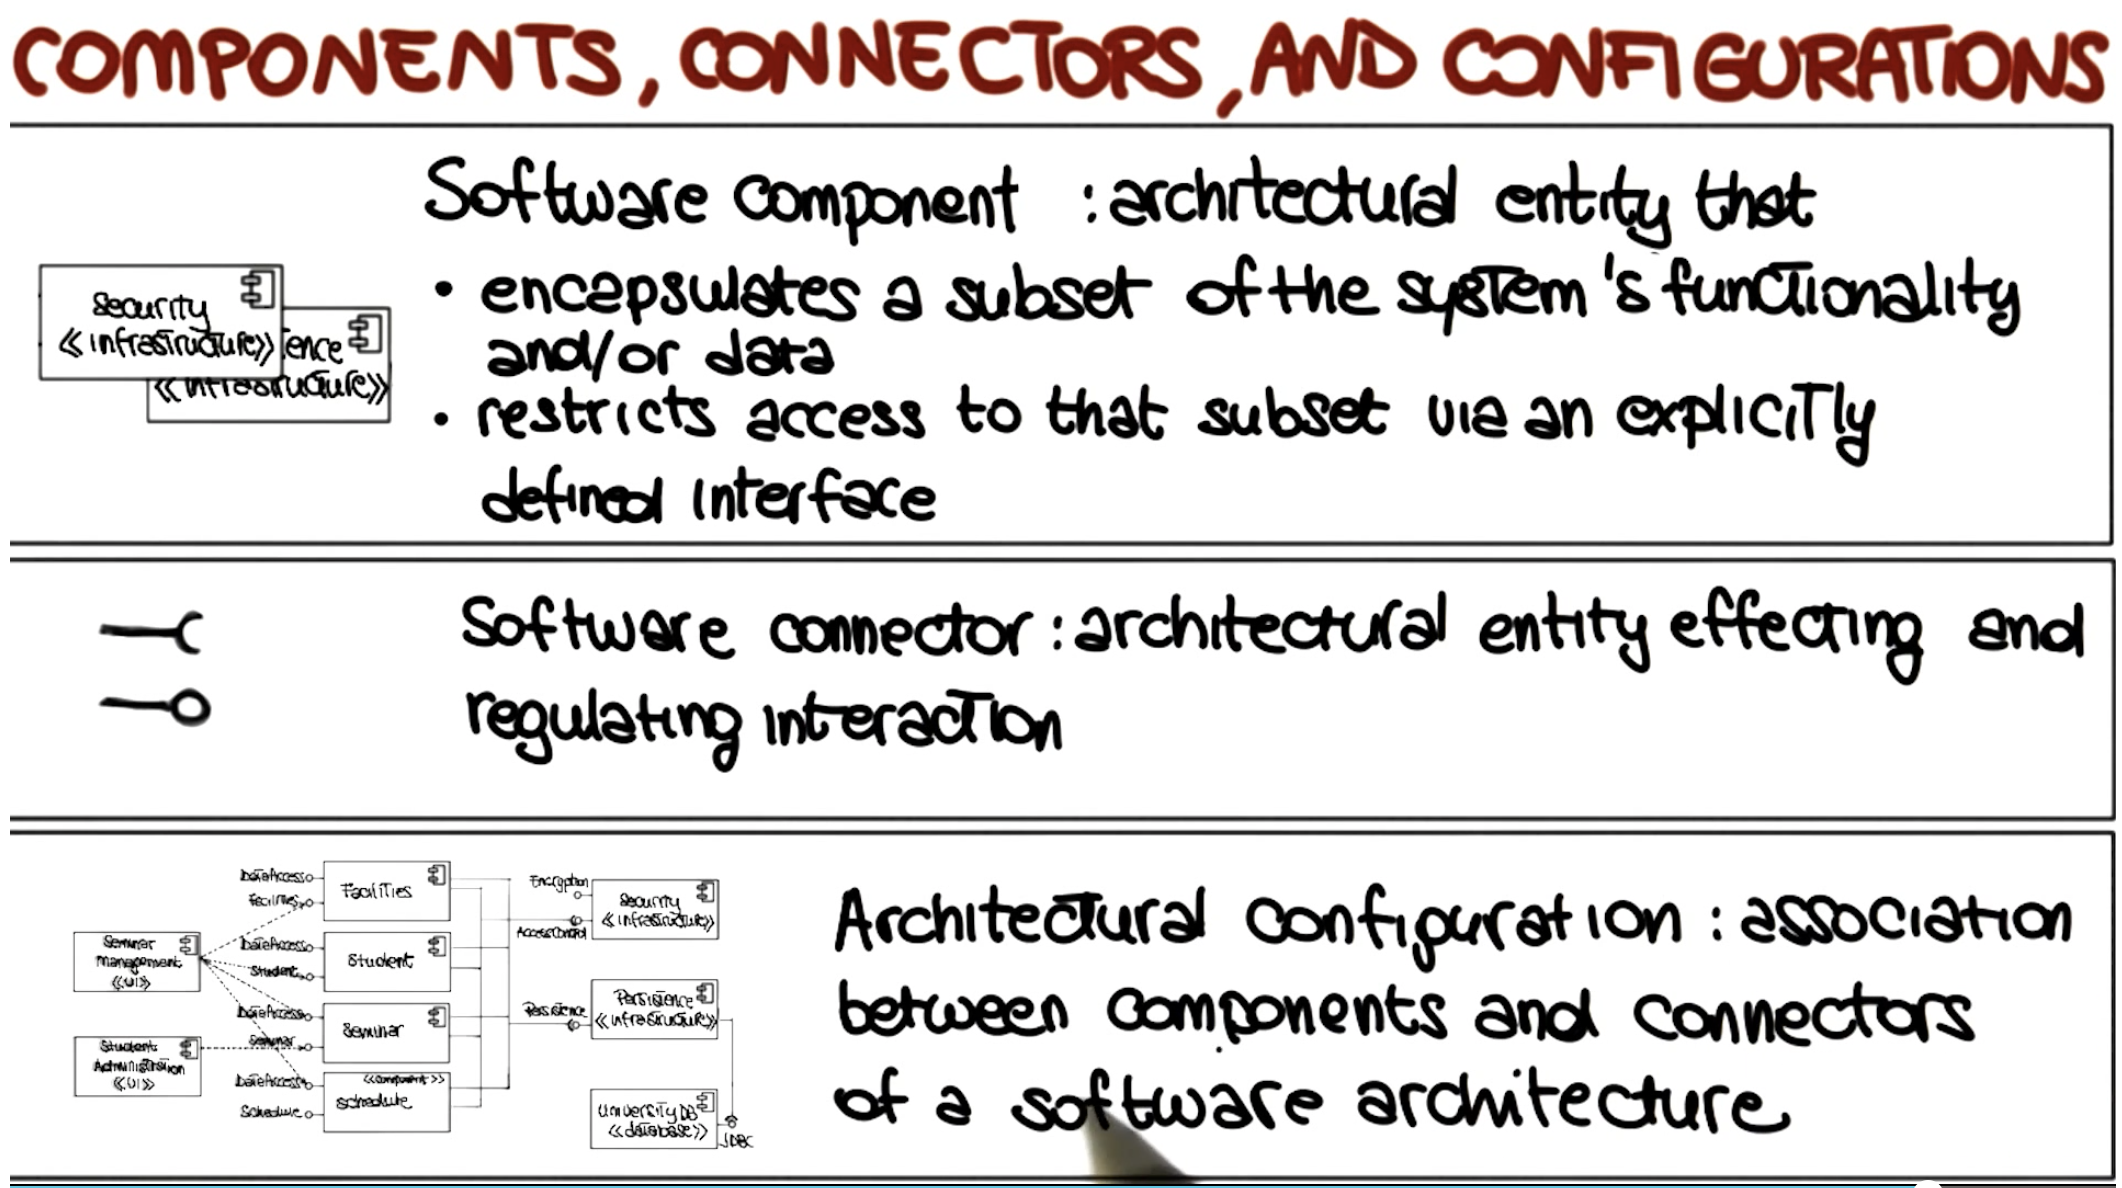 COMPONENTS, CONNECTORS, AND CONFIGURATIONS
Software component : architectural entity that
• encapsulates a subset of the system's functionality
and/or data
• restricts access to that subset via an explicitly
defined interface
Security
<<infrastructure>>
ence
<<infrastructure>>
Software connector : architectural entity effecting and
regulating interaction
Seminar
management
<<UI>>
Student
Administration
<<UI>>
DataAccess
Facilities
DataAccess
Student
DataAccess
Seminar
DataAccess
Schedule
Facilities
Student
Seminar
<<component>>
schedule
Encryption
AccessControl
Persistence
Security
<<infrastructure>>
Persistence
<<infrastructure>>
University DB
<<database>>
JDBC
Architectural configuration : association
between components and connectors
of a software architecture